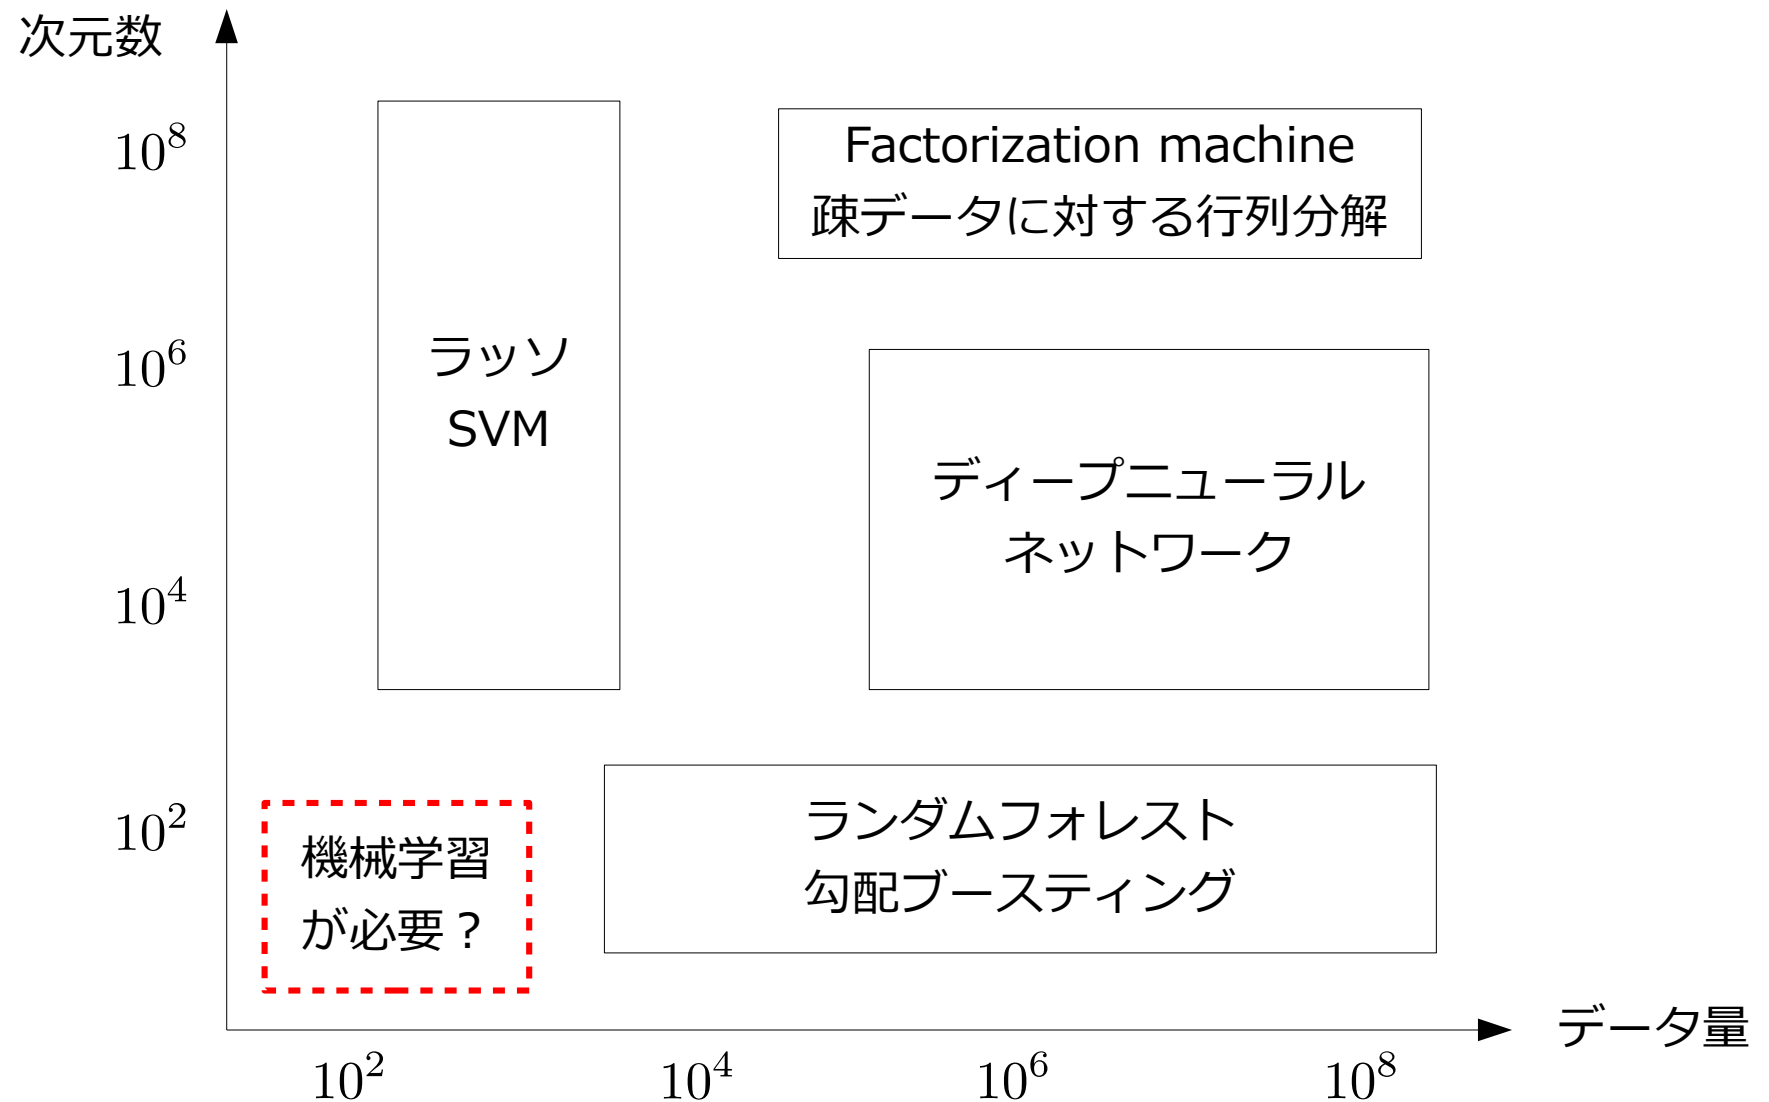 次元数
10^8
10^6
10^4
10^2
Factorization machine
疎データに対する行列分解
ラッソ
SVM
ディープニューラル
ネットワーク
ランダムフォレスト
勾配ブースティング
機械学習
が必要？
データ量
10^2
10^4
10^6
10^8